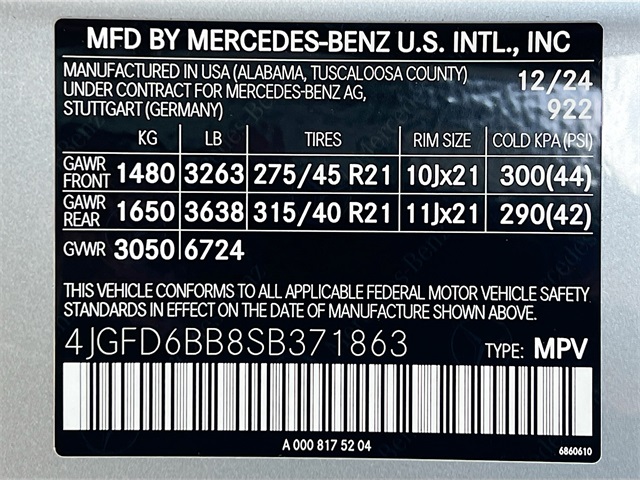 MFD BY MERCEDES-BENZ U.S. INTL., INC
MANUFACTURED IN USA (ALABAMA, TUSCALOOSA COUNTY) 12/24
UNDER CONTRACT FOR MERCEDES-BENZ AG, 922
STUTTGART (GERMANY)
KG LB TIRES RIM SIZE COLD KPA(PSI)
GAWR FRONT 1480 3263 275/45 R21 10Jx21 300(44)
GAWR REAR 1650 3638 315/40 R21 11Jx21 290(42)
GVWR 3050 6724
THIS VEHICLE CONFORMS TO ALL APPLICABLE FEDERAL MOTOR VEHICLE SAFETY
STANDARDS IN EFFECT ON THE DATE OF MANUFACTURE SHOWN ABOVE.
4JGFD6BB8SB371863 TYPE: MPV
A 000 817 52 04
6860610